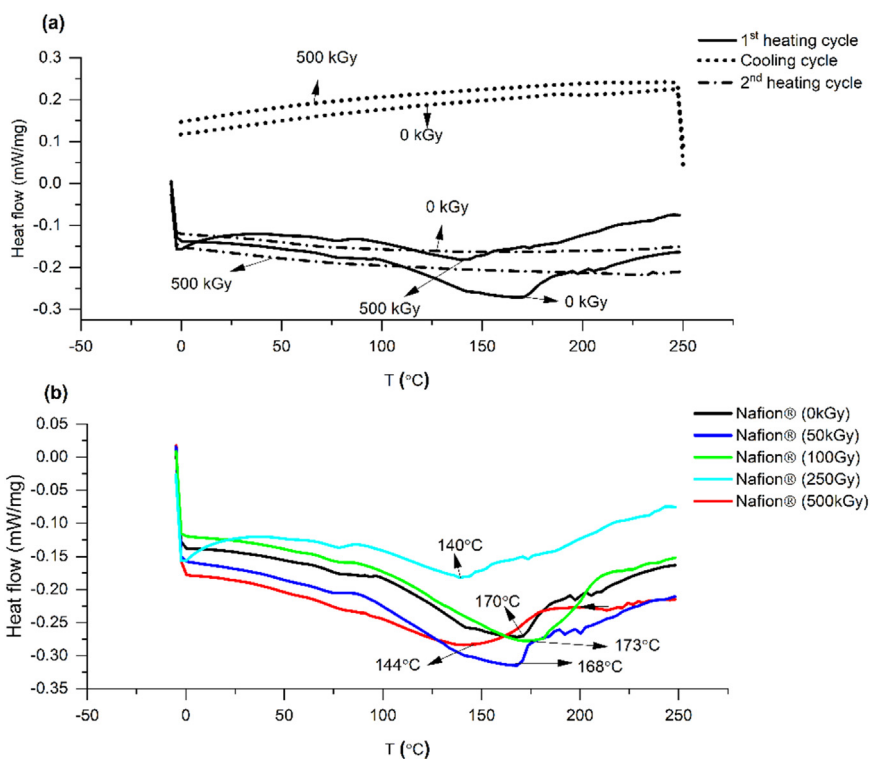 (a)
0.3
0.2
0.1
0.0
-0.1
-0.2
-0.3
Heat flow (mW/mg)
500 kGy
0 kGy
0 kGy
500 kGy
500 kGy
0 kGy
1st heating cycle
Cooling cycle
2nd heating cycle
-50 0 50 100 150 200 250
T (°C)
(b)
0.05
0.00
-0.05
-0.10
-0.15
-0.20
-0.25
-0.30
-0.35
Heat flow (mW/mg)
140°C
170°C
173°C
144°C
168°C
Nafion® (0kGy)
Nafion® (50kGy)
Nafion® (100Gy)
Nafion® (250Gy)
Nafion® (500kGy)
-50 0 50 100 150 200 250
T (°C)